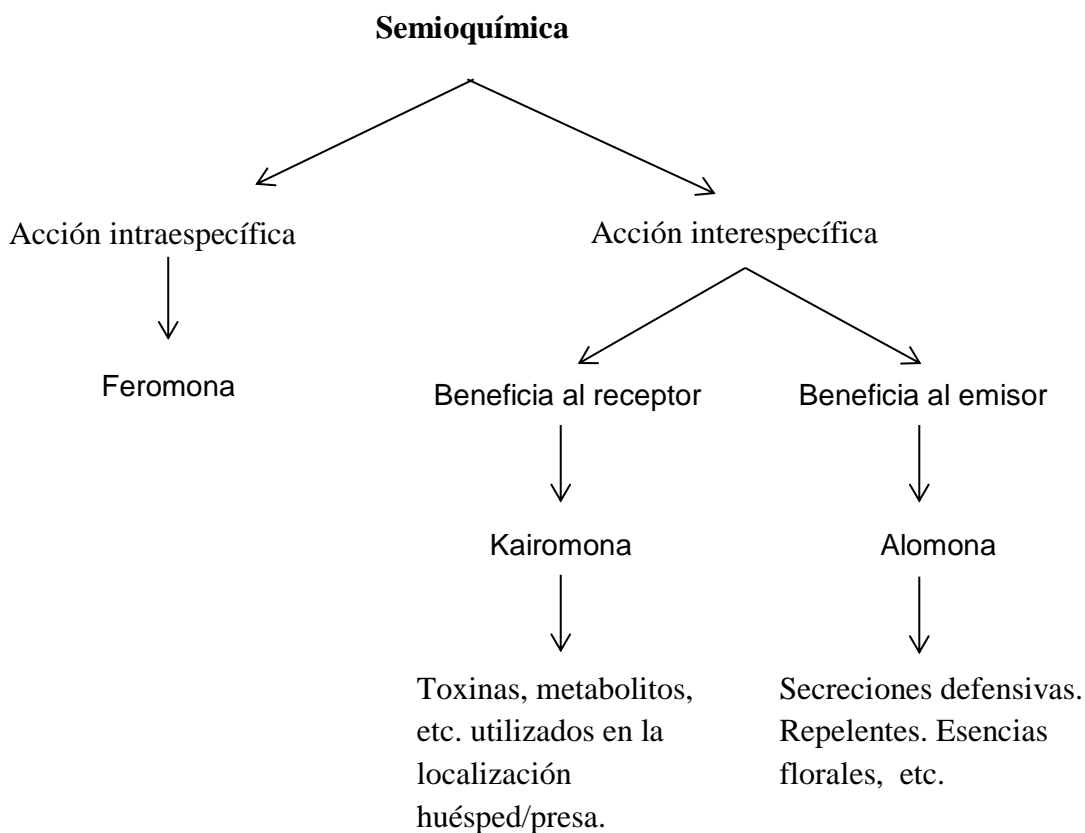 Semioquímica
Acción intraespecífica
Acción interespecífica
Feromona
Beneficia al receptor
Beneficia al emisor
Kairomona
Alomona
Toxinas, metabolitos,
etc. utilizados en la
localización
huésped/presa.
Secreciones defensivas.
Repelentes. Esencias
florales, etc.